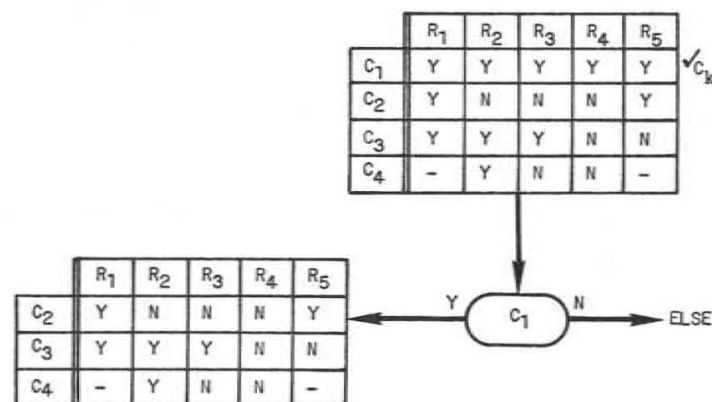 R1 R2 R3 R4 R5
C1 Y Y Y Y Y ✓Ck
C2 Y N N N Y
C3 Y Y Y N N
C4 - Y N N -
R1 R2 R3 R4 R5
Y C1 N ELSE
C2 Y N N N Y
C3 Y Y Y N N
C4 - Y N N -